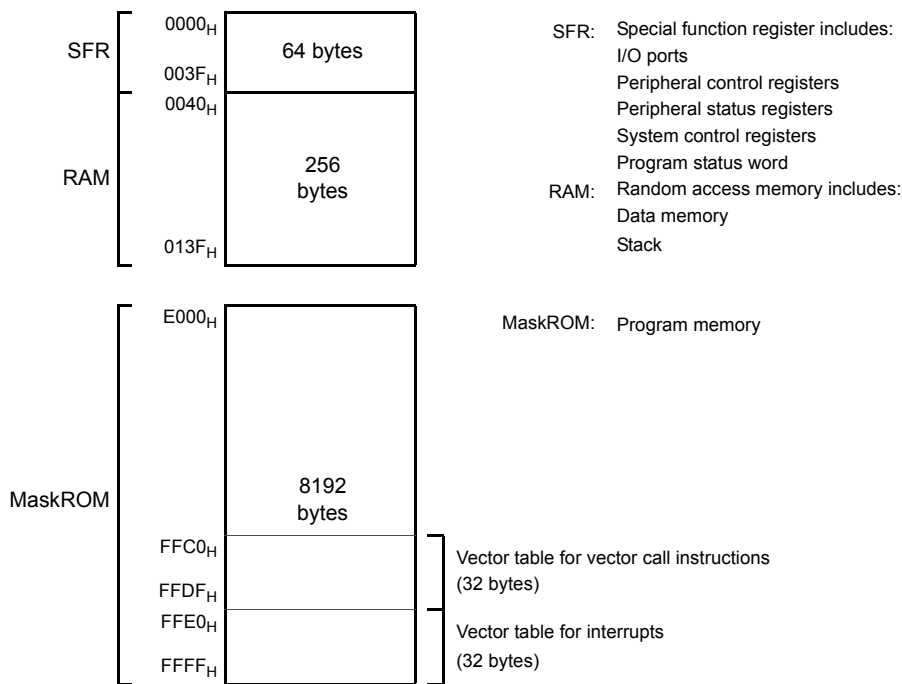 0000H
SFR
64 bytes
003FH
0040H
RAM
256
bytes
013FH
SFR: Special function register includes:
I/O ports
Peripheral control registers
Peripheral status registers
System control registers
Program status word
RAM: Random access memory includes:
Data memory
Stack
E000H
MaskROM: Program memory
MaskROM
8192
bytes
FFC0H
FFDFH
Vector table for vector call instructions
(32 bytes)
FFE0H
FFFFH
Vector table for interrupts
(32 bytes)